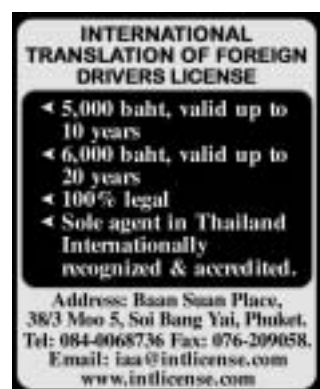 INTERNATIONAL
TRANSLATION OF FOREIGN
DRIVERS LICENSE
5,000 baht, valid up to
10 years
6,000 baht, valid up to
20 years
100% legal
Sole agent in Thailand
Internationally
recognized & accredited.
Address: Baan Suan Place,
38/3 Moo 5, Soi Bang Yai, Phuket.
Tel: 084-0068736 Fax: 076-209058.
Email: iaa@intlicense.com
www.intlicense.com